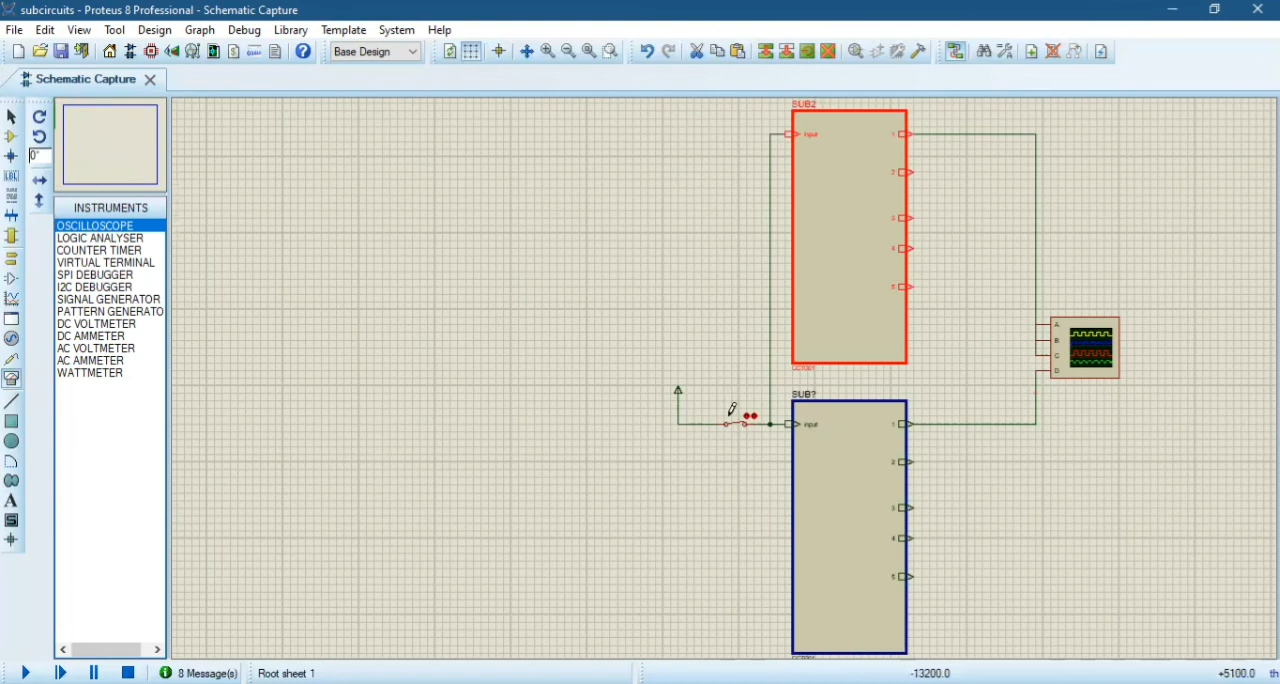 subcircuits - Proteus 8 Professional - Schematic Capture
File Edit View Tool Design Graph Debug Library Template System Help
Base Design
Schematic Capture
0°
LBL
INSTRUMENTS
OSCILLOSCOPE
LOGIC ANALYSER
COUNTER TIMER
VIRTUAL TERMINAL
SPI DEBUGGER
I2C DEBUGGER
SIGNAL GENERATOR
PATTERN GENERATO
DC VOLTMETER
DC AMMETER
AC VOLTMETER
AC AMMETER
WATTMETER
A
S
SUB2
input
1
2
3
4
5
SUB?
input
1
2
3
4
5
A
B
C
D
8 Message(s)
Root sheet 1
-13200.0
+5100.0
th